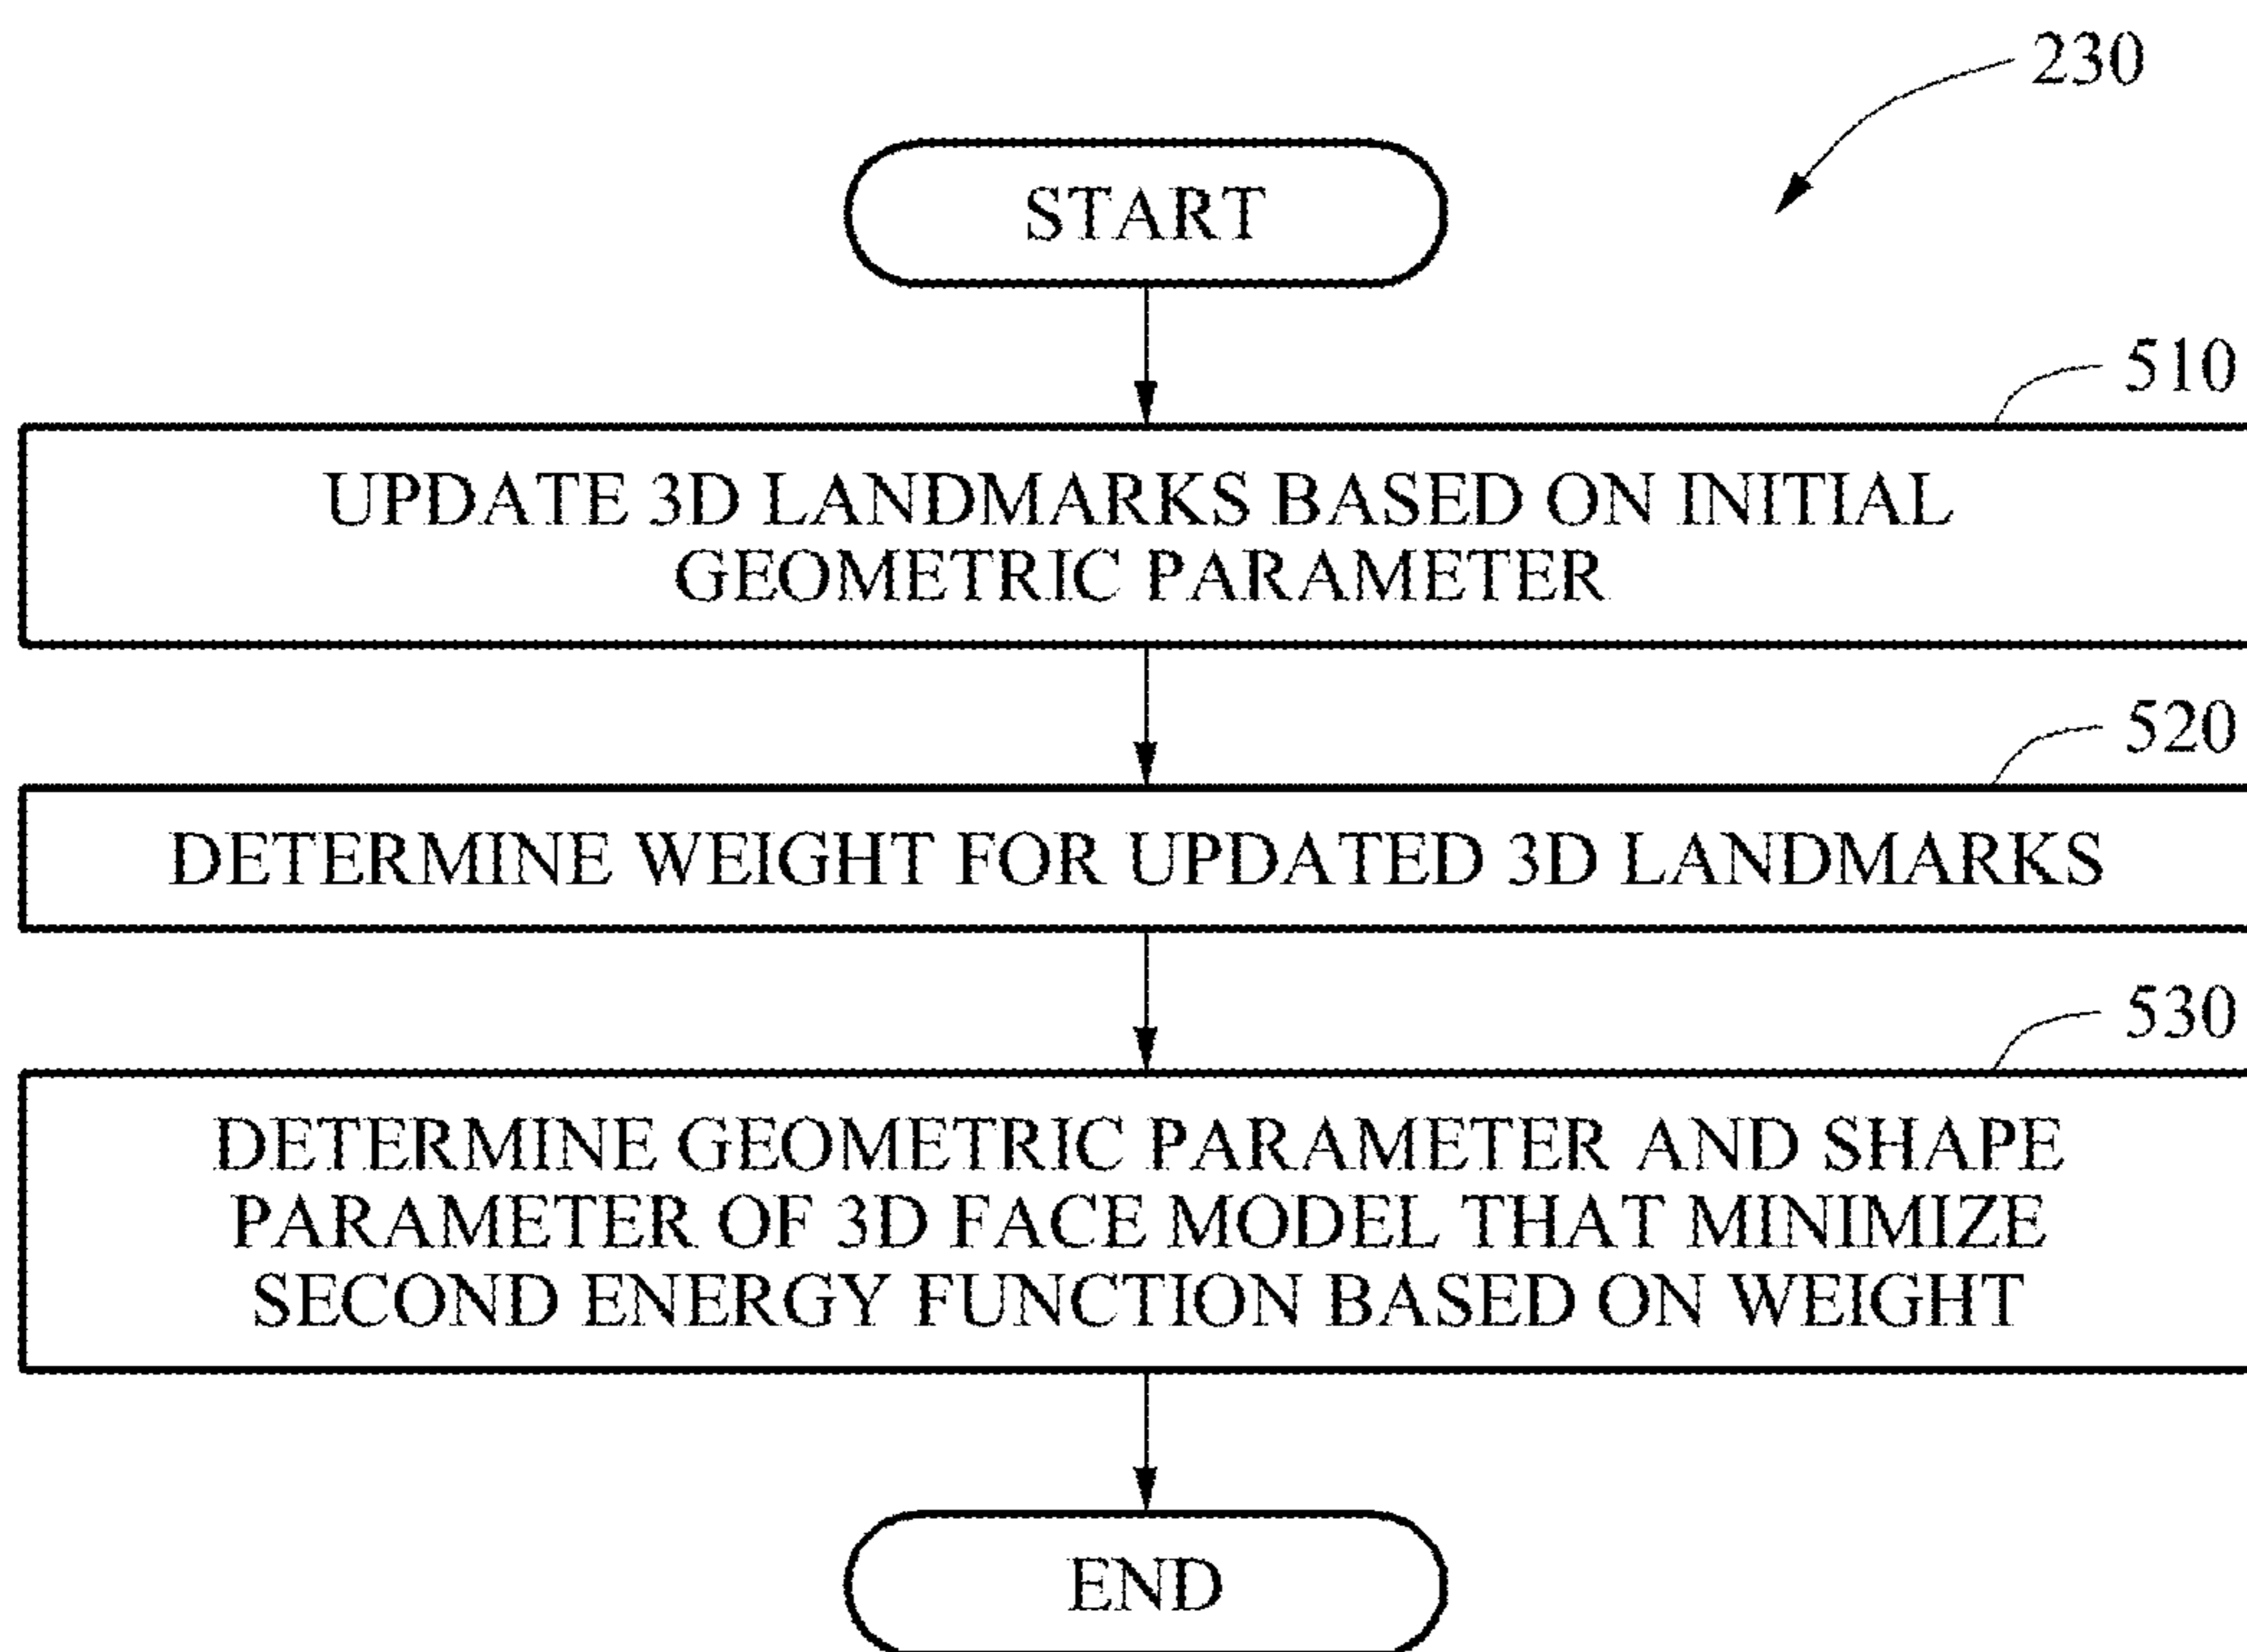 230
START
510
UPDATE 3D LANDMARKS BASED ON INITIAL
GEOMETRIC PARAMETER
520
DETERMINE WEIGHT FOR UPDATED 3D LANDMARKS
530
DETERMINE GEOMETRIC PARAMETER AND SHAPE
PARAMETER OF 3D FACE MODEL THAT MINIMIZE
SECOND ENERGY FUNCTION BASED ON WEIGHT
END